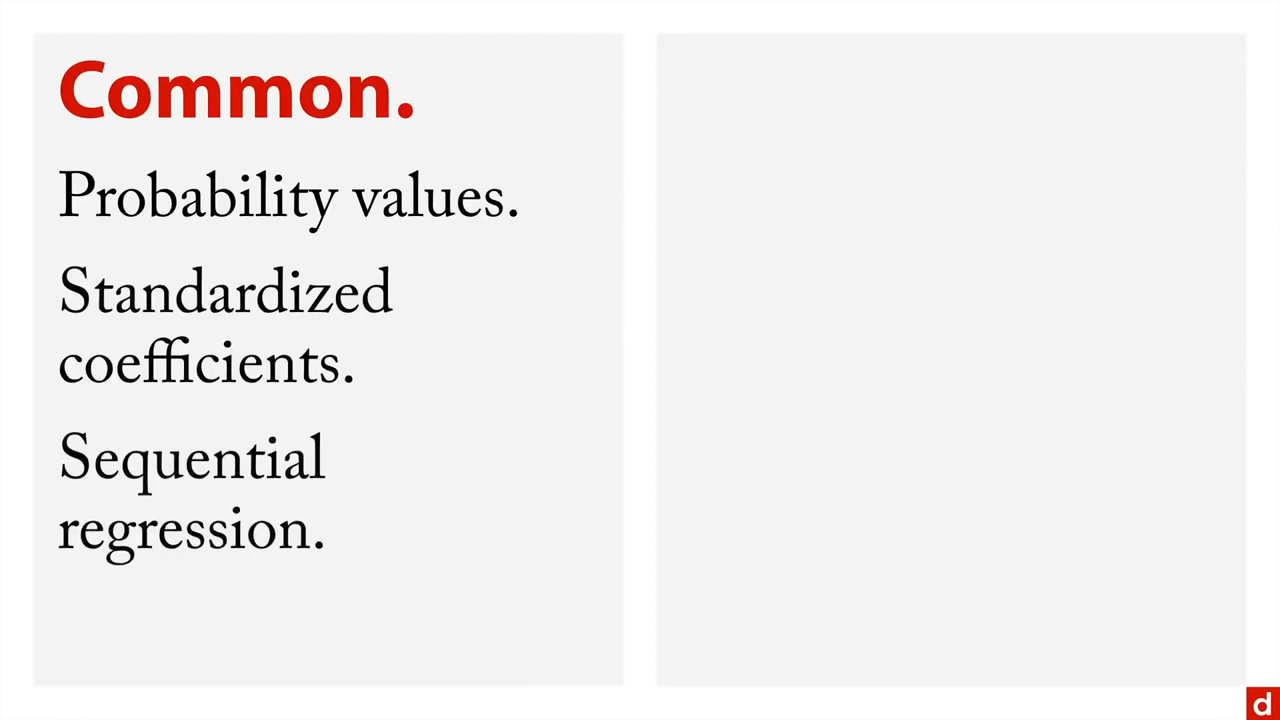 Common.
Probability values.
Standardized
coefficients.
Sequential
regression.
d